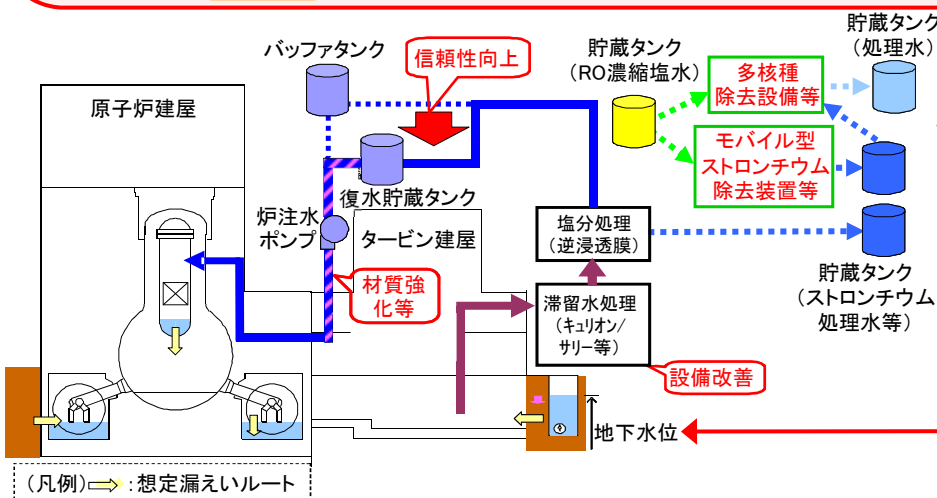 バッファタンク
信頼性向上
貯蔵タンク
(RO濃縮塩水)
多核種
除去設備等
貯蔵タンク
(処理水)
原子炉建屋
モバイル型
ストロンチウム
除去装置等
復水貯蔵タンク
炉注水
ポンプ
タービン建屋
塩分処理
(逆浸透膜)
材質強
化等
滞留水処理
(キュリオン/
サリー等)
貯蔵タンク
(ストロンチウム
処理水等)
設備改善
地下水位
(凡例) :想定漏えいルート